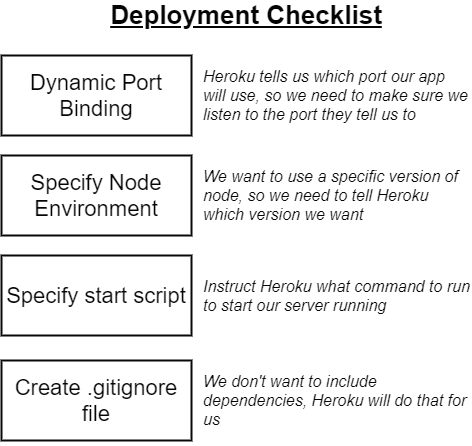 Deployment Checklist
Dynamic Port
Binding
Heroku tells us which port our app
will use, so we need to make sure we
listen to the port they tell us to
Specify Node
Environment
We want to use a specific version of
node, so we need to tell Heroku
which version we want
Specify start script
Instruct Heroku what command to run
to start our server running
Create .gitignore
file
We don't want to include
dependencies, Heroku will do that for
us